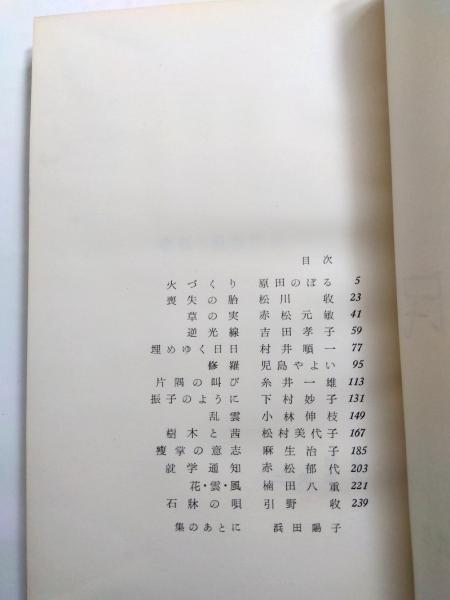 目次
火づくり 原田のぼる 5
喪失の胎 松川収 23
草の実 赤松元敏 41
逆光線 吉田孝子 59
埋めゆく日日 村井順一 77
修羅 児島やよい 95
片隅の叫び 糸井一雄 113
振子のように 下村妙子 131
乱雲 小林伸枝 149
樹木と茜 松村美代子 167
痩掌の意志 麻生治子 185
就学通知 赤松郁代 203
花・雲・風 楠田八重 221
石牀の唄 引野收 239
集のあとに 浜田陽子